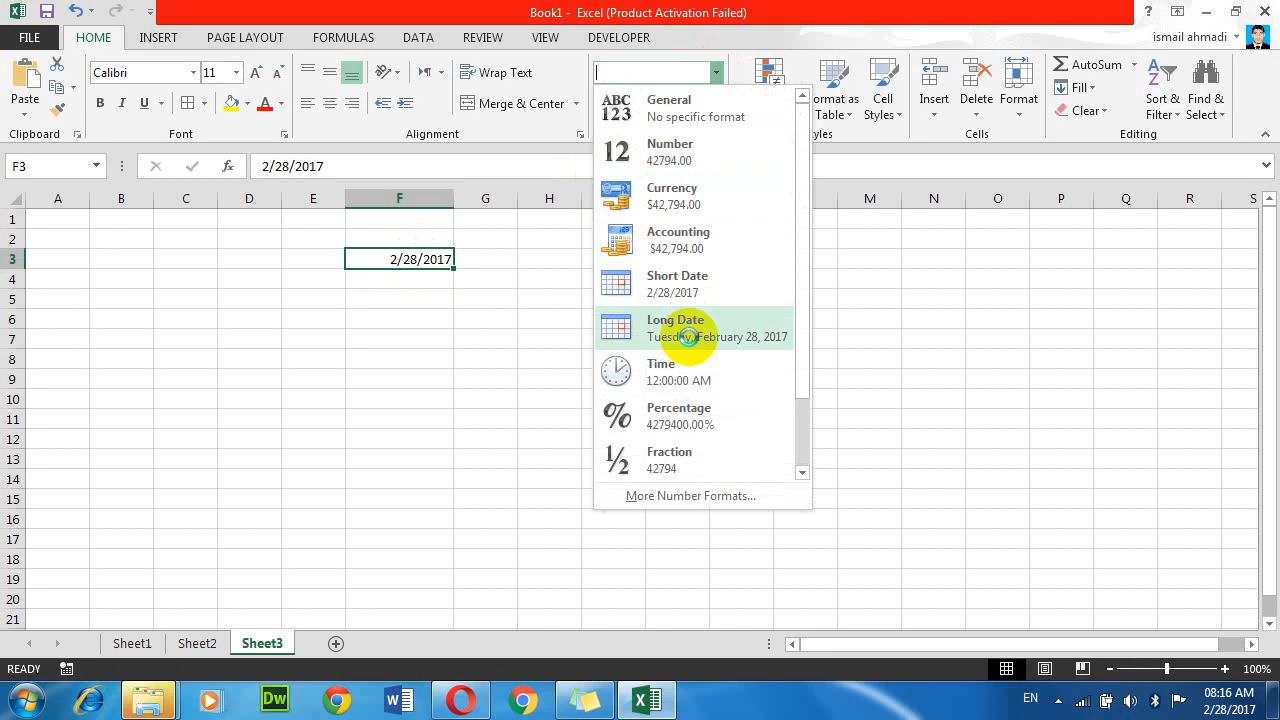 Book1 - Excel (Product Activation Failed)
?
FILE HOME INSERT PAGE LAYOUT FORMULAS DATA REVIEW VIEW DEVELOPER ismail ahmadi
Calibri 11 Wrap Text AutoSum
Paste B I U A Merge & Center Format as Cell Insert Delete Format Fill Sort & Find &
Table Styles Clear Filter Select
Clipboard Font Alignment Styles Cells Editing
F3 fx 2/28/2017
A B C D E F G H M N O P Q R S
1
2
3 2/28/2017
4
5
6
7
8
9
10
11
12
13
14
15
16
17
18
19
20
21
ABC 123 General
No specific format
12 Number
42794.00
Currency
$42,794.00
Accounting
$42,794.00
Short Date
2/28/2017
Long Date
Tuesday, February 28, 2017
Time
12:00:00 AM
% Percentage
4279400.00%
1/2 Fraction
42794
More Number Formats...
Sheet1 Sheet2 Sheet3
READY 100%
Dw EN 08:16 AM
2/28/2017